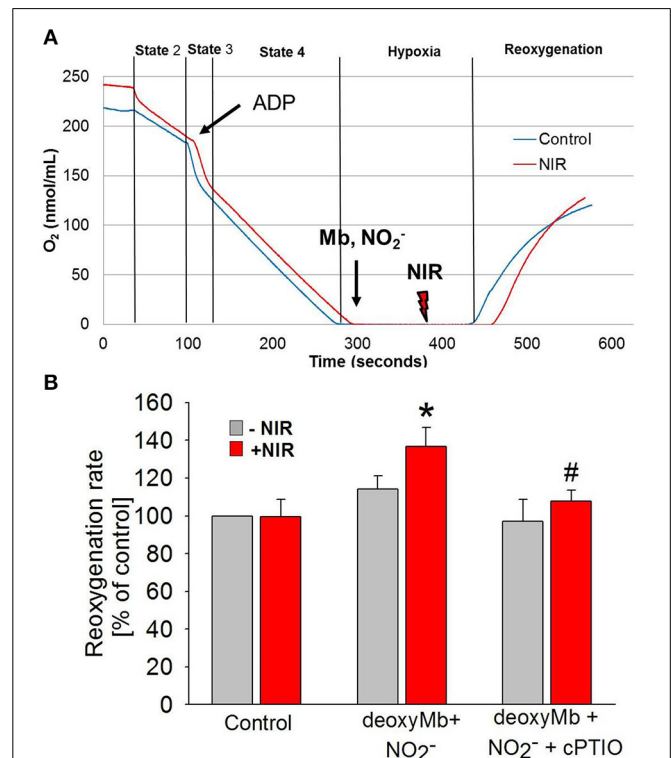 A
State 2 State 3 State 4 Hypoxia Reoxygenation
250
200
150
100
50
0
O₂ (nmol/mL)
ADP
Control
NIR
Mb, NO₂⁻
NIR
0 100 200 300 400 500 600
Time (seconds)
B
160
140
120
100
80
60
40
20
0
Reoxygenation rate
[% of control]
- NIR
+NIR
*
#
Control
deoxyMb+
NO₂⁻
deoxyMb +
NO₂⁻ + cPTIO